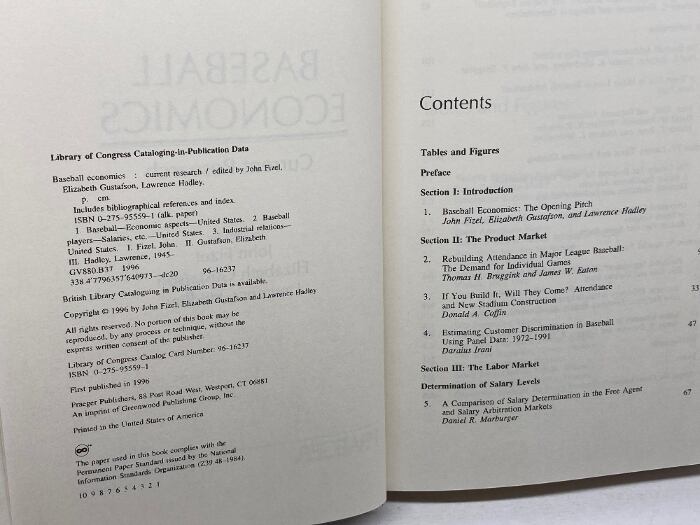 BASEBALL
ECONOMICS
Library of Congress Cataloging-in-Publication Data
Baseball economics : current research / edited by John Fizel,
Elizabeth Gustafson, Lawrence Hadley.
p. cm.
Includes bibliographical references and index.
ISBN 0-275-95559-1 (alk. paper)
1 Baseball—Economic aspects—United States. 2 Baseball
players—Salaries, etc.—United States. 3. Industrial relations—
United States. I. Fizel, John. II. Gustafson, Elizabeth.
III. Hadley, Lawrence, 1945-
GV880.B37 1996
338.4'7796357'640973—dc20 96-16237
British Library Cataloguing in Publication Data is available.
Copyright © 1996 by John Fizel, Elizabeth Gustafson and Lawrence Hadley
All rights reserved. No portion of this book may be
reproduced, by any process or technique, without the
express written consent of the publisher.
Library of Congress Catalog Card Number: 96-16237
ISBN 0-275-95559-1
First published in 1996
Praeger Publishers, 88 Post Road West, Westport, CT 06881
An imprint of Greenwood Publishing Group, Inc.
Printed in the United States of America
The paper used in this book complies with the
Permanent Paper Standard issued by the National
Information Standards Organization (Z39 48-1984).
10 9 8 7 6 5 4 3 2 1
Contents
Tables and Figures
Preface
Section I: Introduction
1. Baseball Economics: The Opening Pitch
John Fizel, Elizabeth Gustafson, and Lawrence Hadley
Section II: The Product Market
2. Rebuilding Attendance in Major League Baseball:
The Demand for Individual Games
Thomas H. Bruggink and James W. Eaton
3. If You Build It, Will They Come? Attendance 33
and New Stadium Construction
Donald A. Coffin
4. Estimating Customer Discrimination in Baseball 47
Using Panel Data: 1972-1991
Daraius Irani
Section III: The Labor Market
Determination of Salary Levels
5. A Comparison of Salary Determination in the Free Agent 67
and Salary Arbitration Markets
Daniel R. Marburger